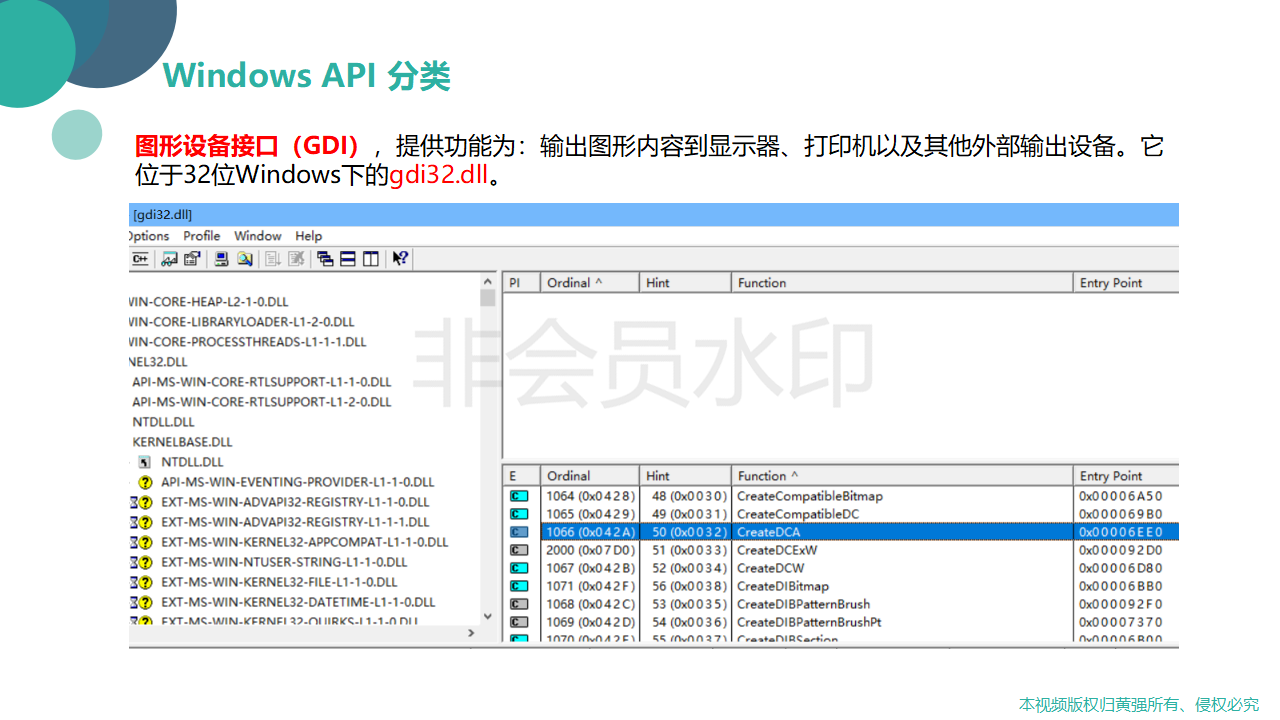 Windows API 分类
图形设备接口（GDI），提供功能为：输出图形内容到显示器、打印机以及其他外部输出设备。它
位于32位Windows下的gdi32.dll。
[gdi32.dll]
Options Profile Window Help
C++
PI Ordinal ^ Hint Function Entry Point
WIN-CORE-HEAP-L2-1-0.DLL
WIN-CORE-LIBRARYLOADER-L1-2-0.DLL
WIN-CORE-PROCESSTHREADS-L1-1-1.DLL
NEL32.DLL
API-MS-WIN-CORE-RTLSUPPORT-L1-1-0.DLL
API-MS-WIN-CORE-RTLSUPPORT-L1-2-0.DLL
NTDLL.DLL
KERNELBASE.DLL
NTDLL.DLL
API-MS-WIN-EVENTING-PROVIDER-L1-1-0.DLL
EXT-MS-WIN-ADVAPI32-REGISTRY-L1-1-0.DLL
EXT-MS-WIN-ADVAPI32-REGISTRY-L1-1-1.DLL
EXT-MS-WIN-KERNEL32-APPCOMPAT-L1-1-0.DLL
EXT-MS-WIN-NTUSER-STRING-L1-1-0.DLL
EXT-MS-WIN-KERNEL32-FILE-L1-1-0.DLL
EXT-MS-WIN-KERNEL32-DATETIME-L1-1-0.DLL
EXT-MS-WIN-KERNEL32-QUIRKS-L1-1-0.DLL
非会员水印
E Ordinal Hint Function ^ Entry Point
C 1064 (0x0428) 48 (0x0030) CreateCompatibleBitmap 0x00006A50
C 1065 (0x0429) 49 (0x0031) CreateCompatibleDC 0x000069B0
C 1066 (0x042A) 50 (0x0032) CreateDCA 0x00006EE0
C 2000 (0x07D0) 51 (0x0033) CreateDCExW 0x000092D0
C 1067 (0x042B) 52 (0x0034) CreateDCW 0x00006D80
C 1071 (0x042F) 56 (0x0038) CreateDIBitmap 0x00006BB0
C 1068 (0x042C) 53 (0x0035) CreateDIBPatternBrush 0x000092F0
C 1069 (0x042D) 54 (0x0036) CreateDIBPatternBrushPt 0x00007370
C 1070 (0x042E) 55 (0x0037) CreateDIBSection 0x00006B00
本视频版权归黄强所有、侵权必究